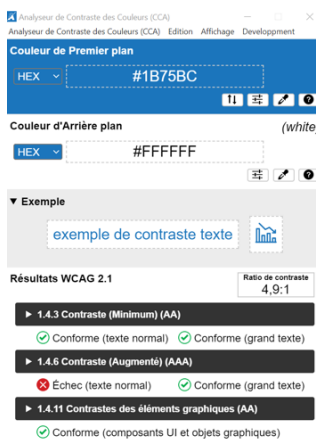 Analyseur de Contraste des Couleurs (CCA)
Analyseur de Contraste des Couleurs (CCA) Edition Affichage Developpment
Couleur de Premier plan
HEX #1B75BC
Couleur d'Arrière plan (white)
HEX #FFFFFF
▼ Exemple
exemple de contraste texte
Résultats WCAG 2.1
Ratio de contraste
4,9:1
▶ 1.4.3 Contraste (Minimum) (AA)
Conforme (texte normal) Conforme (grand texte)
▶ 1.4.6 Contraste (Augmenté) (AAA)
Échec (texte normal) Conforme (grand texte)
▶ 1.4.11 Contrastes des éléments graphiques (AA)
Conforme (composants UI et objets graphiques)